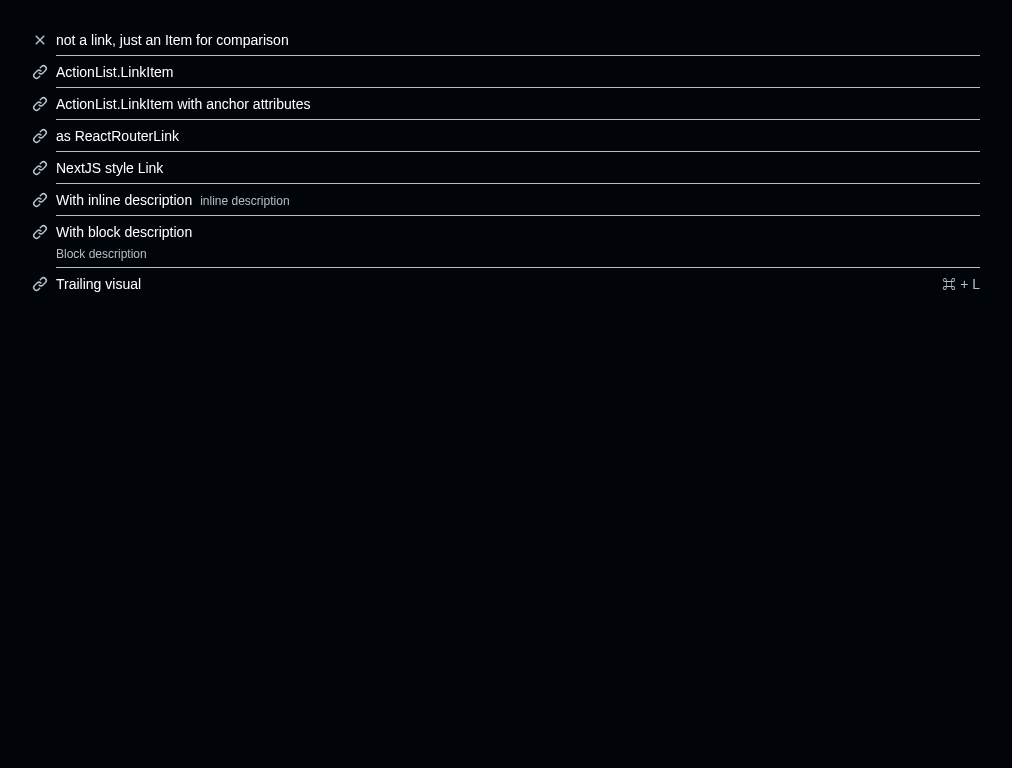 not a link, just an Item for comparison
ActionList.LinkItem
ActionList.LinkItem with anchor attributes
as ReactRouterLink
NextJS style Link
With inline description inline description
With block description
Block description
Trailing visual ⌘ + L